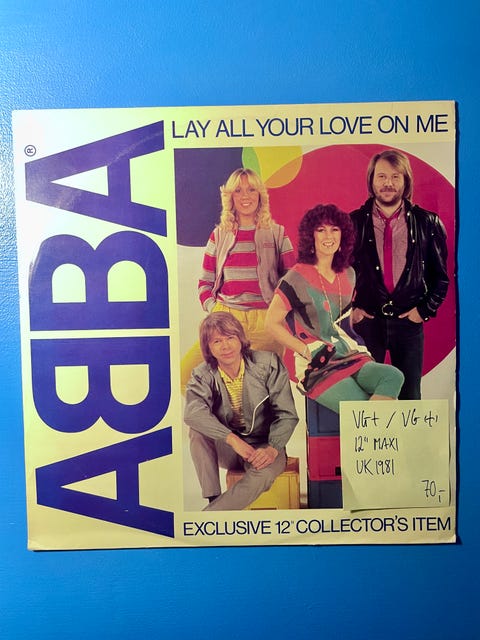 ABBA®
LAY ALL YOUR LOVE ON ME
VG+ / VG+
12" MAXI
UK 1981
70,-
EXCLUSIVE 12" COLLECTOR'S ITEM